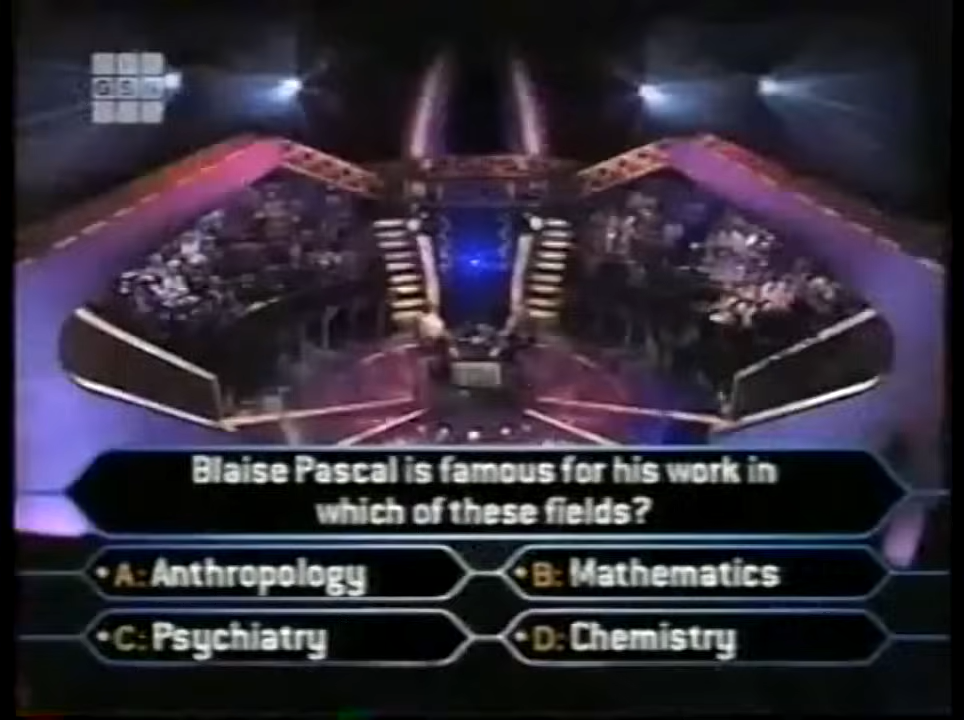 GSN
Blaise Pascal is famous for his work in
which of these fields?
A: Anthropology
B: Mathematics
C: Psychiatry
D: Chemistry